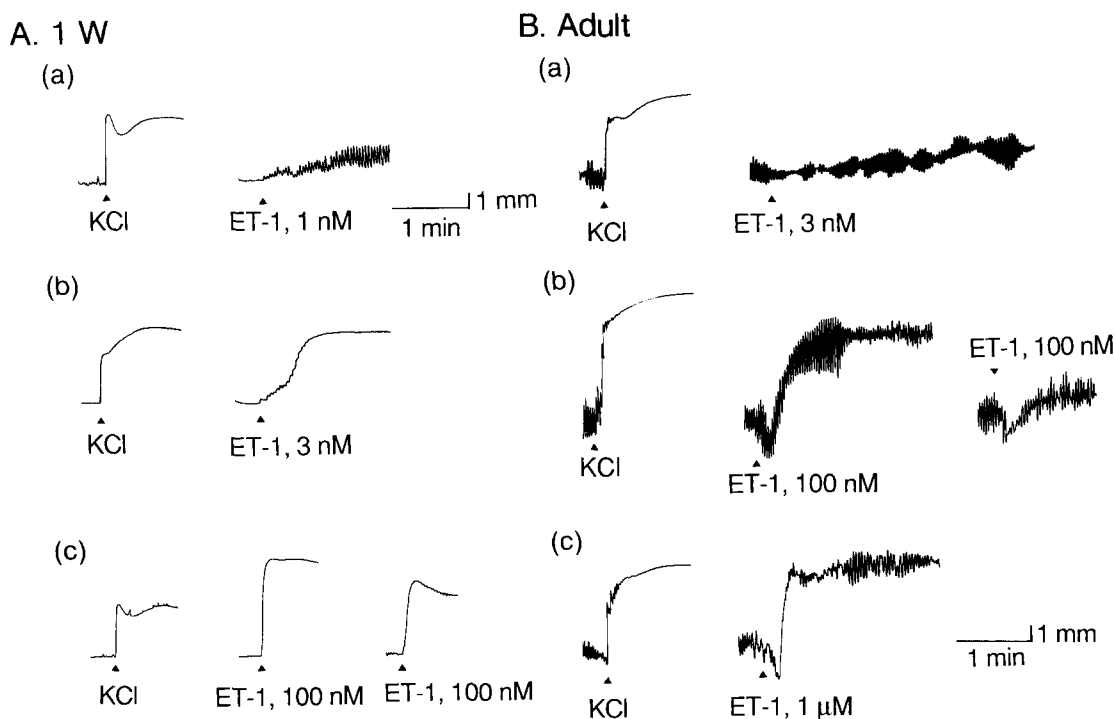 A. 1 W
(a)
KCl
ET-1, 1 nM
1 min
1 mm
(b)
KCl
ET-1, 3 nM
(c)
KCl
ET-1, 100 nM
ET-1, 100 nM
B. Adult
(a)
KCl
ET-1, 3 nM
(b)
KCl
ET-1, 100 nM
ET-1, 100 nM
(c)
KCl
ET-1, 1 μM
1 min
1 mm